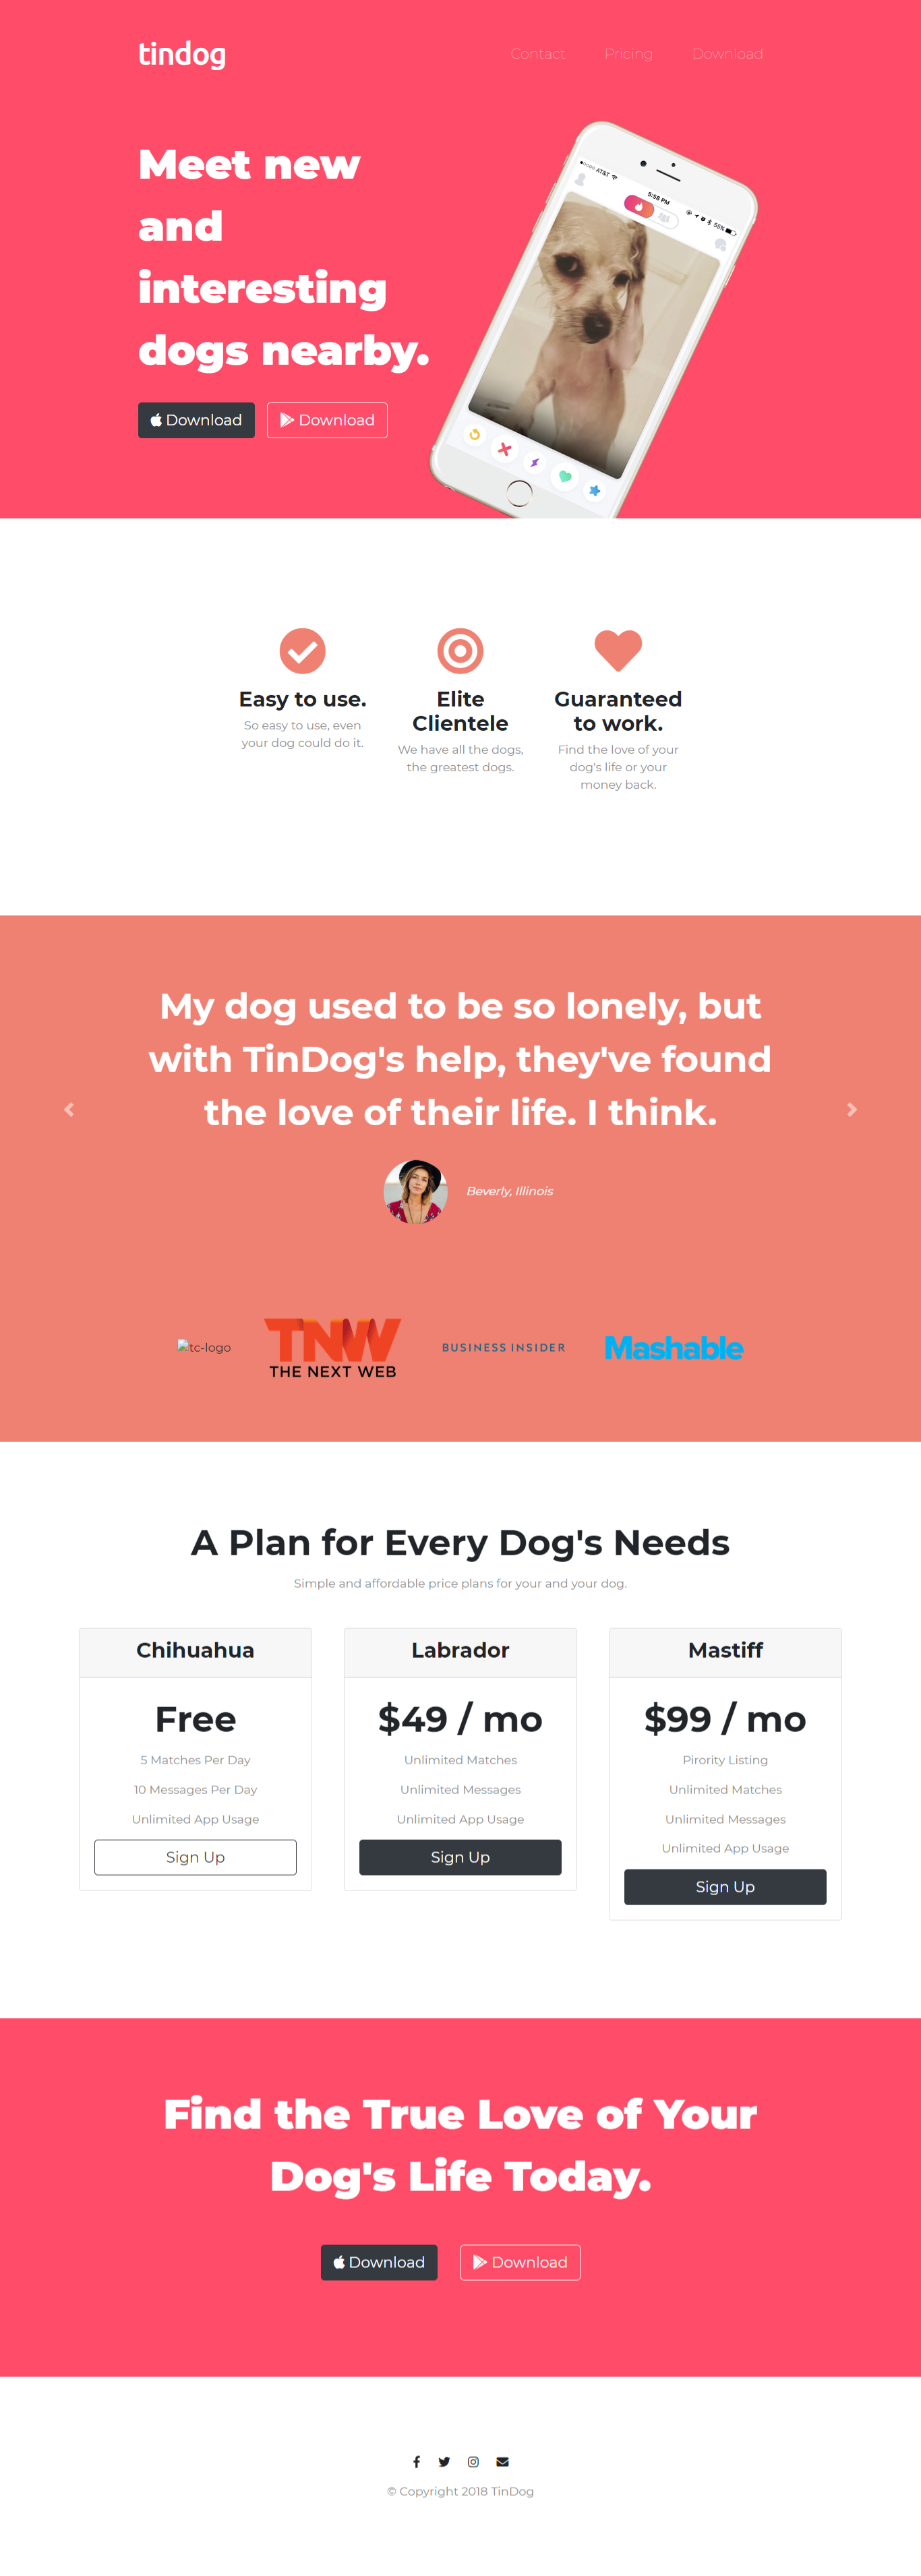 tindog
Contact Pricing Download
Meet new
and
interesting
dogs nearby.
Download Download
AT&T 5:58 PM 55%
Easy to use.
So easy to use, even
your dog could do it.
Elite
Clientele
We have all the dogs,
the greatest dogs.
Guaranteed
to work.
Find the love of your
dog's life or your
money back.
My dog used to be so lonely, but
with TinDog's help, they've found
the love of their life. I think.
Beverly, Illinois
tc-logo
TNW
THE NEXT WEB
BUSINESS INSIDER
Mashable
A Plan for Every Dog's Needs
Simple and affordable price plans for your and your dog.
Chihuahua
Free
5 Matches Per Day
10 Messages Per Day
Unlimited App Usage
Sign Up
Labrador
$49 / mo
Unlimited Matches
Unlimited Messages
Unlimited App Usage
Sign Up
Mastiff
$99 / mo
Pirority Listing
Unlimited Matches
Unlimited Messages
Unlimited App Usage
Sign Up
Find the True Love of Your
Dog's Life Today.
Download Download
© Copyright 2018 TinDog